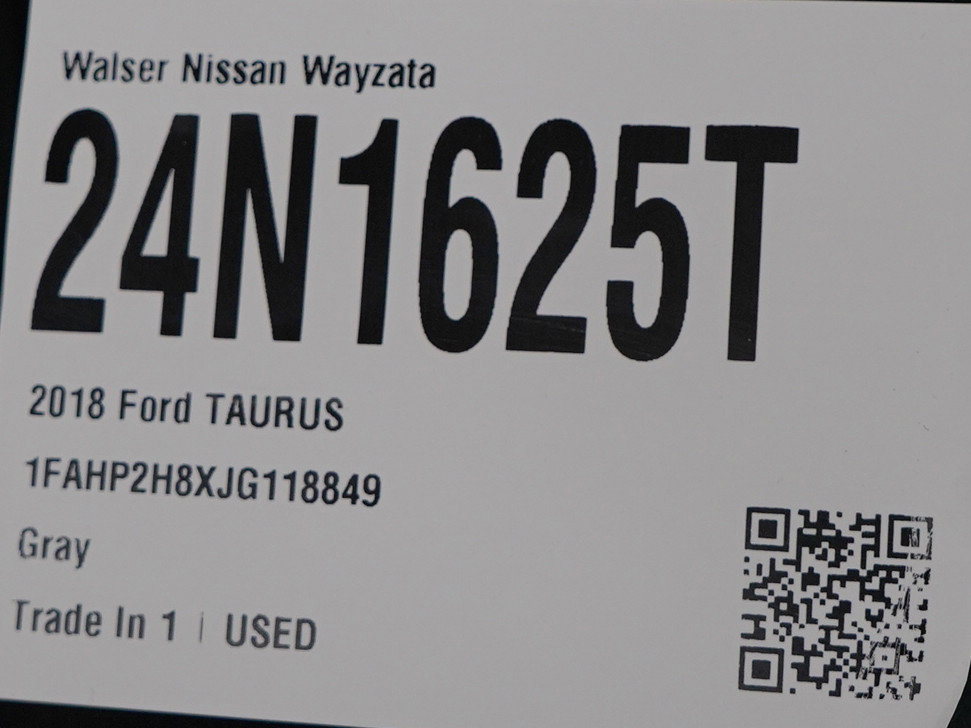 Walser Nissan Wayzata
24N1625T
2018 Ford TAURUS
1FAHP2H8XJG118849
Gray
Trade In 1 | USED